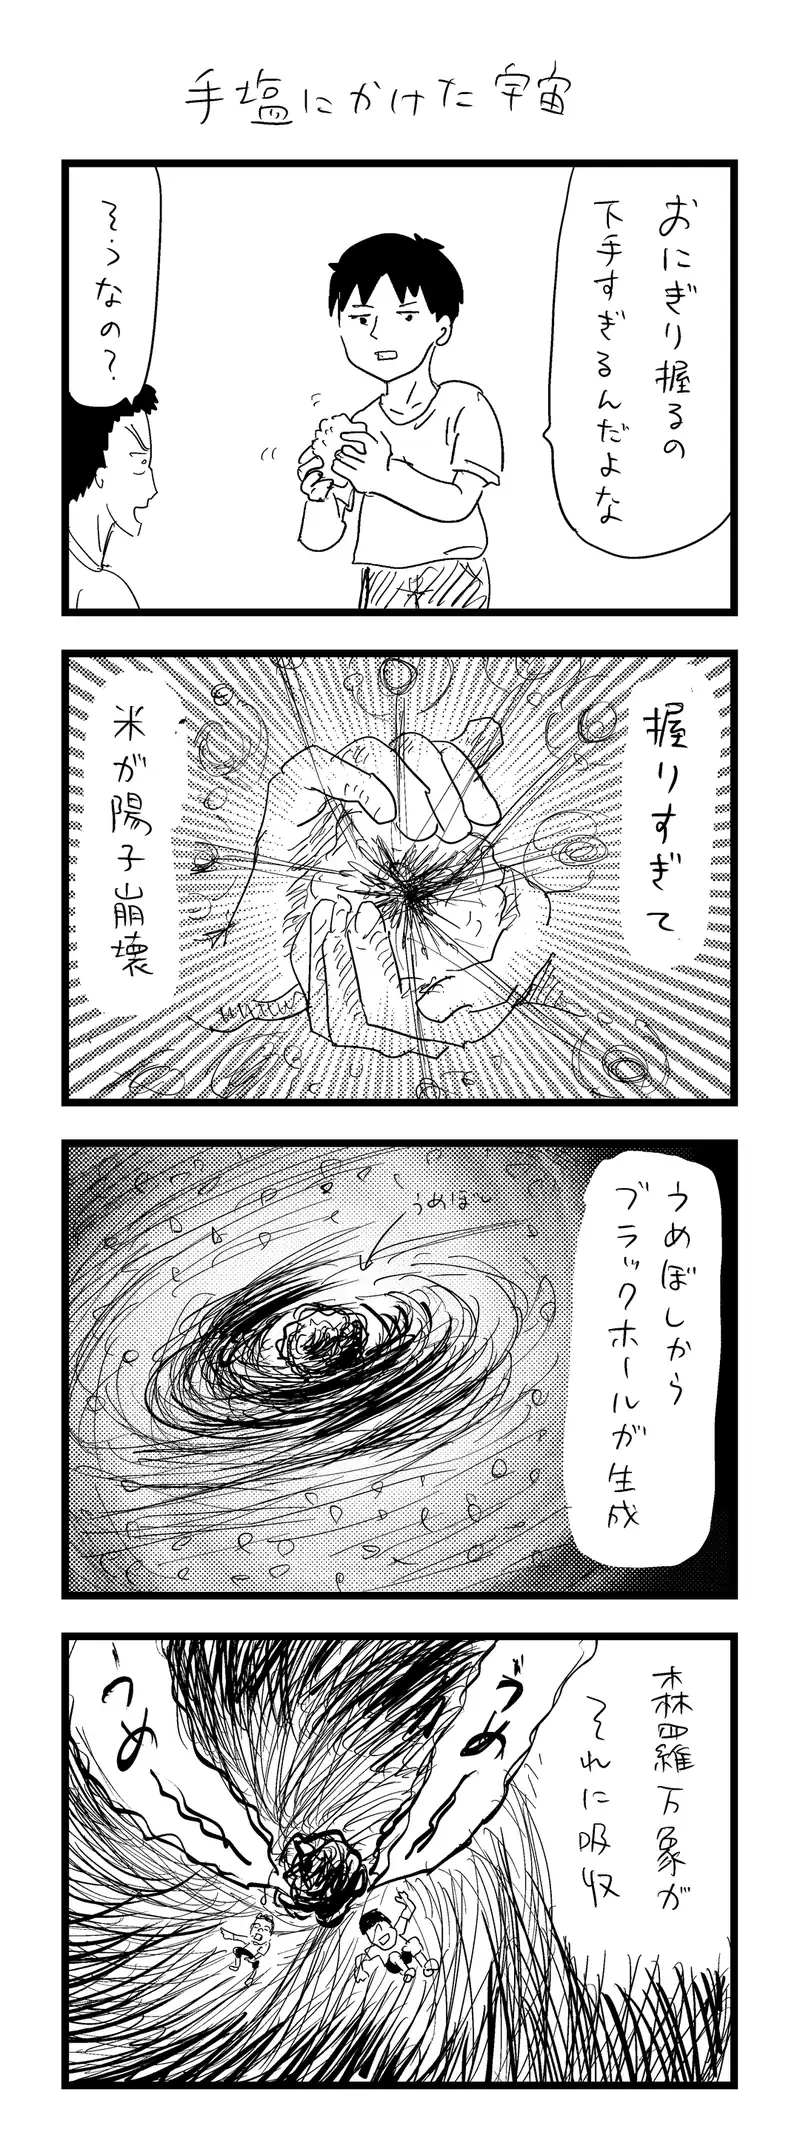 手塩にかけた宇宙
おにぎり握るの
下手すぎるんだよな
そうなの?
握りすぎて
米が陽子崩壊
うめぼしから
ブラックホールが生成
うめぼし
森羅万象が
それに吸収
うめ〜
うめ〜